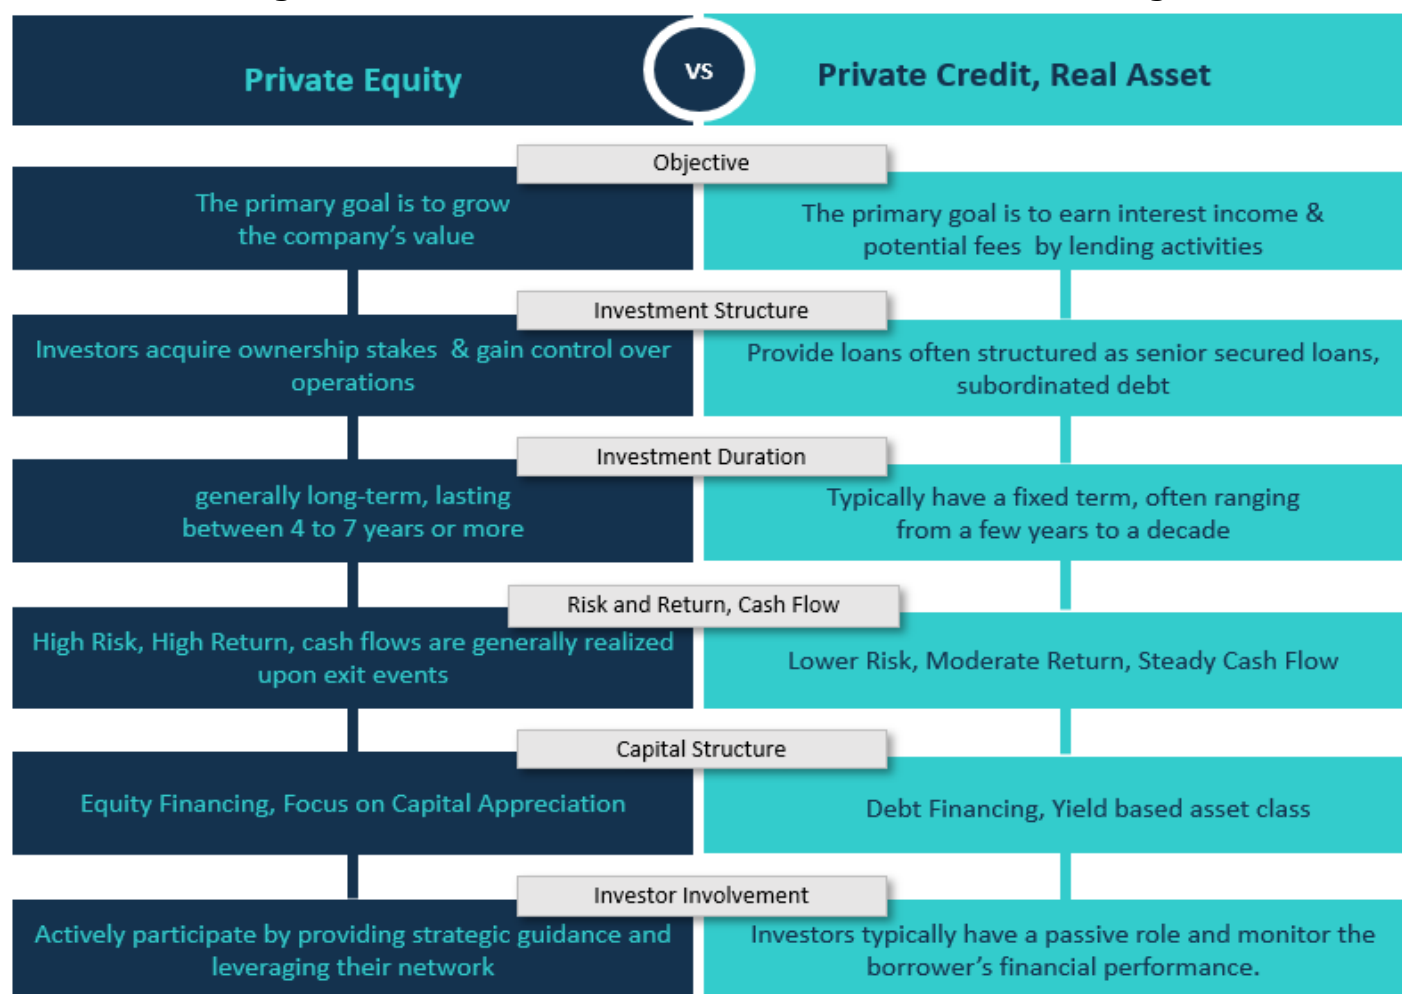 Private Equity
vs
Private Credit, Real Asset
Objective
The primary goal is to grow
the company’s value
The primary goal is to earn interest income &
potential fees by lending activities
Investment Structure
Investors acquire ownership stakes & gain control over
operations
Provide loans often structured as senior secured loans,
subordinated debt
Investment Duration
generally long-term, lasting
between 4 to 7 years or more
Typically have a fixed term, often ranging
from a few years to a decade
Risk and Return, Cash Flow
High Risk, High Return, cash flows are generally realized
upon exit events
Lower Risk, Moderate Return, Steady Cash Flow
Capital Structure
Equity Financing, Focus on Capital Appreciation
Debt Financing, Yield based asset class
Investor Involvement
Actively participate by providing strategic guidance and
leveraging their network
Investors typically have a passive role and monitor the
borrower’s financial performance.